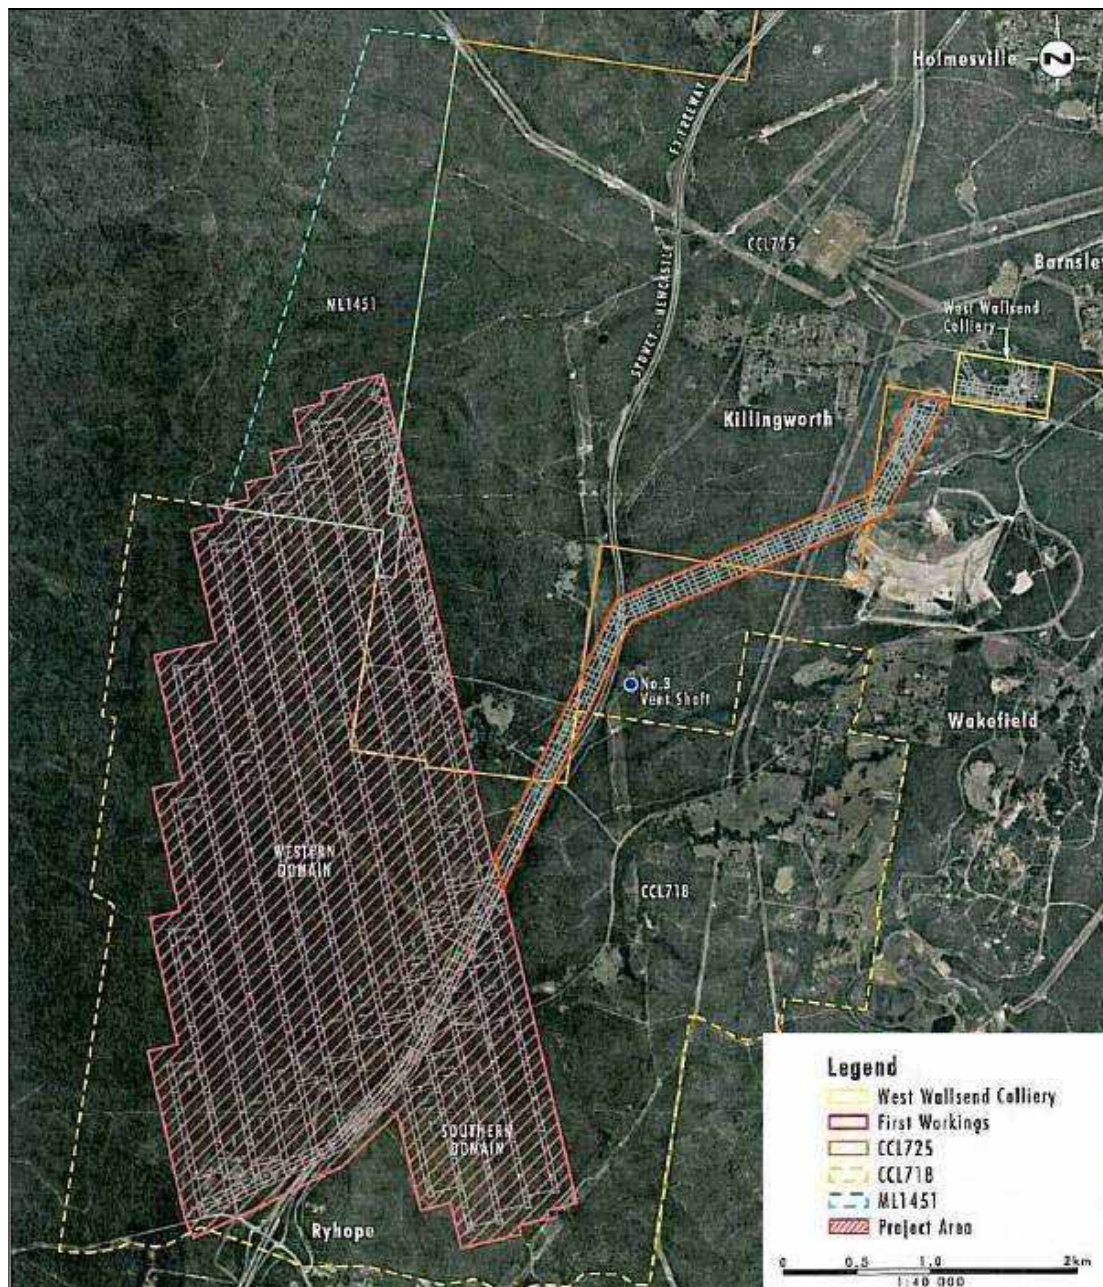 Holmesville
N
F3 FREEWAY
CCL725
Barnsley
SYDNEY - NEWCASTLE
ML1451
West Wallsend
Colliery
Killingworth
No.3
Vent Shaft
Wakefield
WESTERN
DOMAIN
CCL718
SOUTHERN
DOMAIN
Ryhope
Legend
West Wallsend Colliery
First Workings
CCL725
CCL718
ML1451
Project Area
0 0.5 1.0 2km
1:40 000